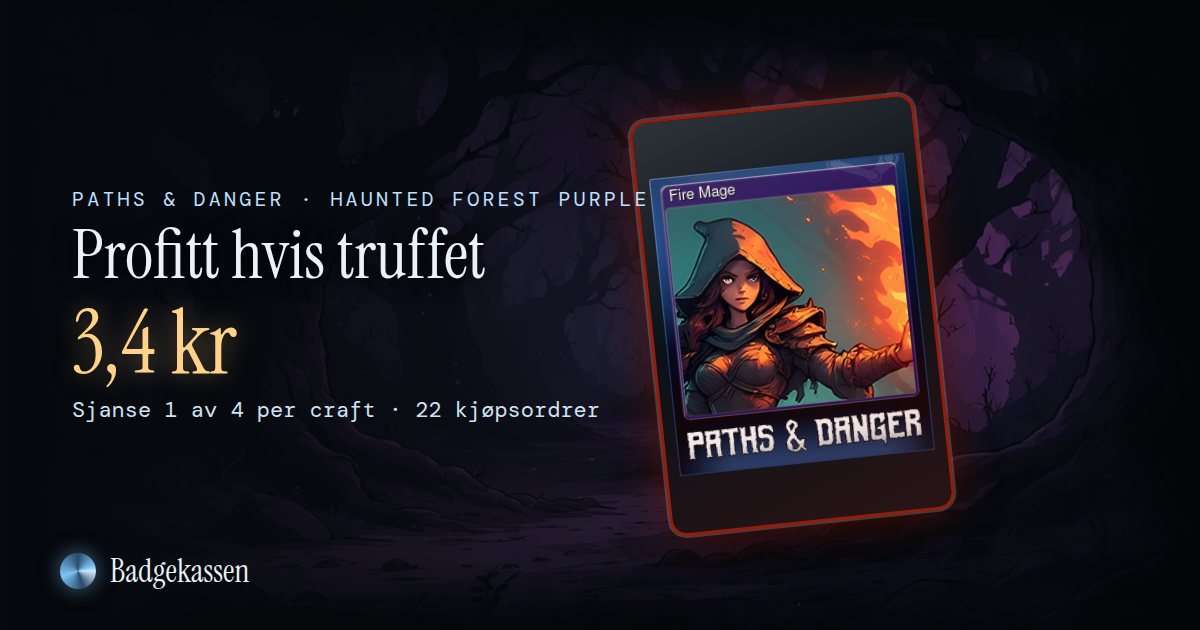 PATHS & DANGER · HAUNTED FOREST PURPLE
Profitt hvis truffet
3,4 kr
Sjanse 1 av 4 per craft · 22 kjøpsordrer
Fire Mage
PATHS & DANGER
Badgekassen